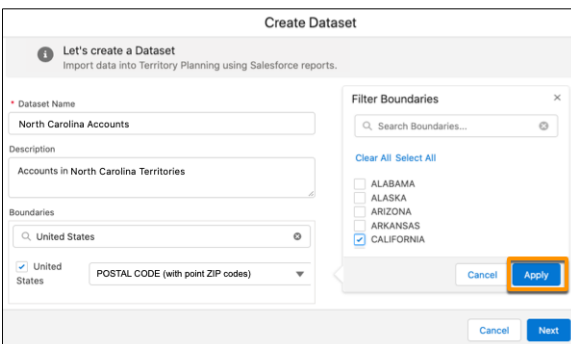 Create Dataset
Let's create a Dataset
Import data into Territory Planning using Salesforce reports.
* Dataset Name
North Carolina Accounts
Description
Accounts in North Carolina Territories
Boundaries
United States
United
States
POSTAL CODE (with point ZIP codes)
Filter Boundaries
Search Boundaries...
Clear All Select All
ALABAMA
ALASKA
ARIZONA
ARKANSAS
CALIFORNIA
Cancel
Apply
Cancel
Next